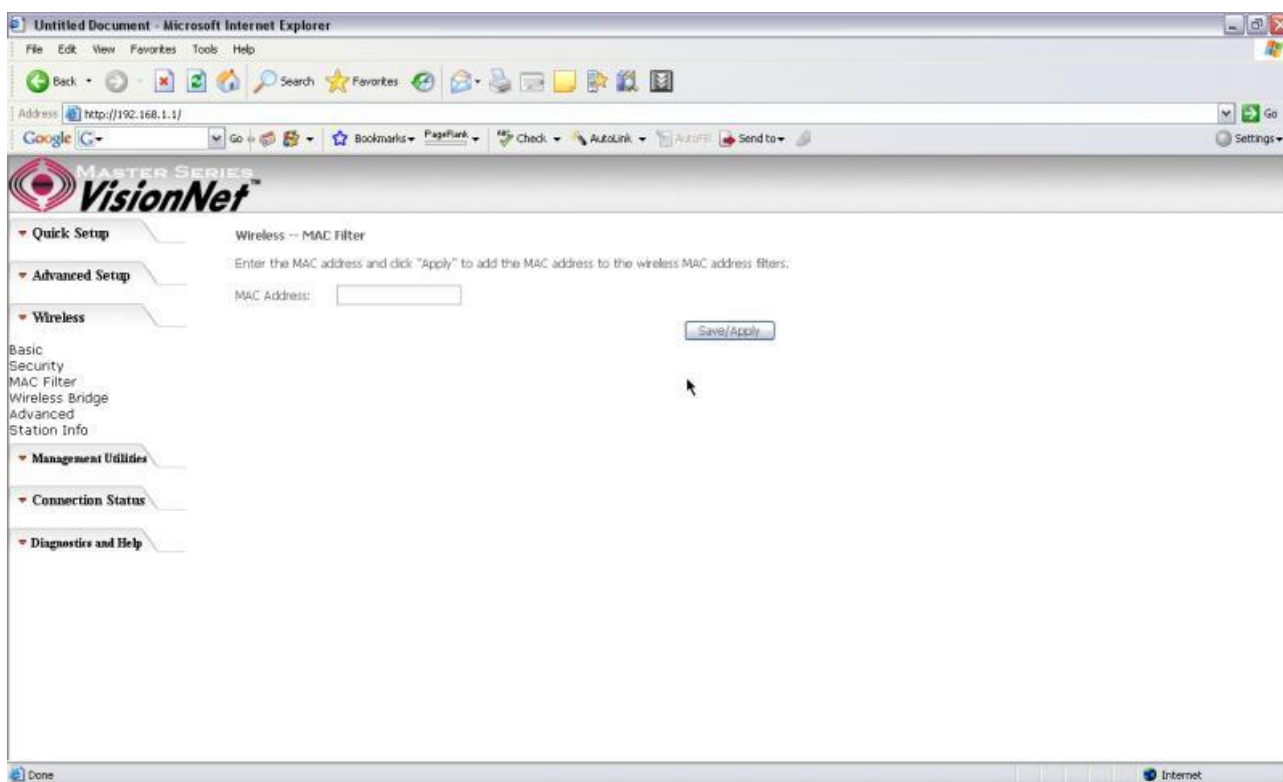 Untitled Document - Microsoft Internet Explorer
File Edit View Favorites Tools Help
Back Search Favorites
Address http://192.168.1.1/ Go
Google G Go Bookmarks PageRank Check AutoLink AutoFill Send to Settings
MASTER SERIES
VisionNet™
Quick Setup
Advanced Setup
Wireless
Basic
Security
MAC Filter
Wireless Bridge
Advanced
Station Info
Management Utilities
Connection Status
Diagnostics and Help
Wireless -- MAC Filter
Enter the MAC address and click "Apply" to add the MAC address to the wireless MAC address filters.
MAC Address:
Save/Apply
Done Internet